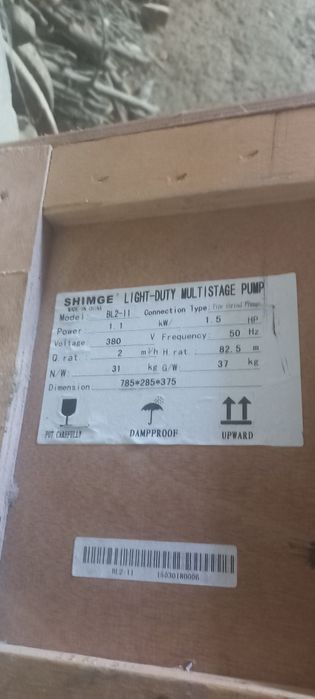 SHIMGE® LIGHT-DUTY MULTISTAGE PUMP
MADE IN CHINA
Model BL2-11 Connection Type:
Power 1.1 kW/ 1.5 HP
Voltage 380 V Frequency 50 Hz
Q rat. 2 m³/h H rat. 82.5 m
N/W: 31 kg G/W: 37 kg
Dimension 785*285*375
PUT CAREFULLY DAMPPROOF UPWARD
BL2-11 15030180006